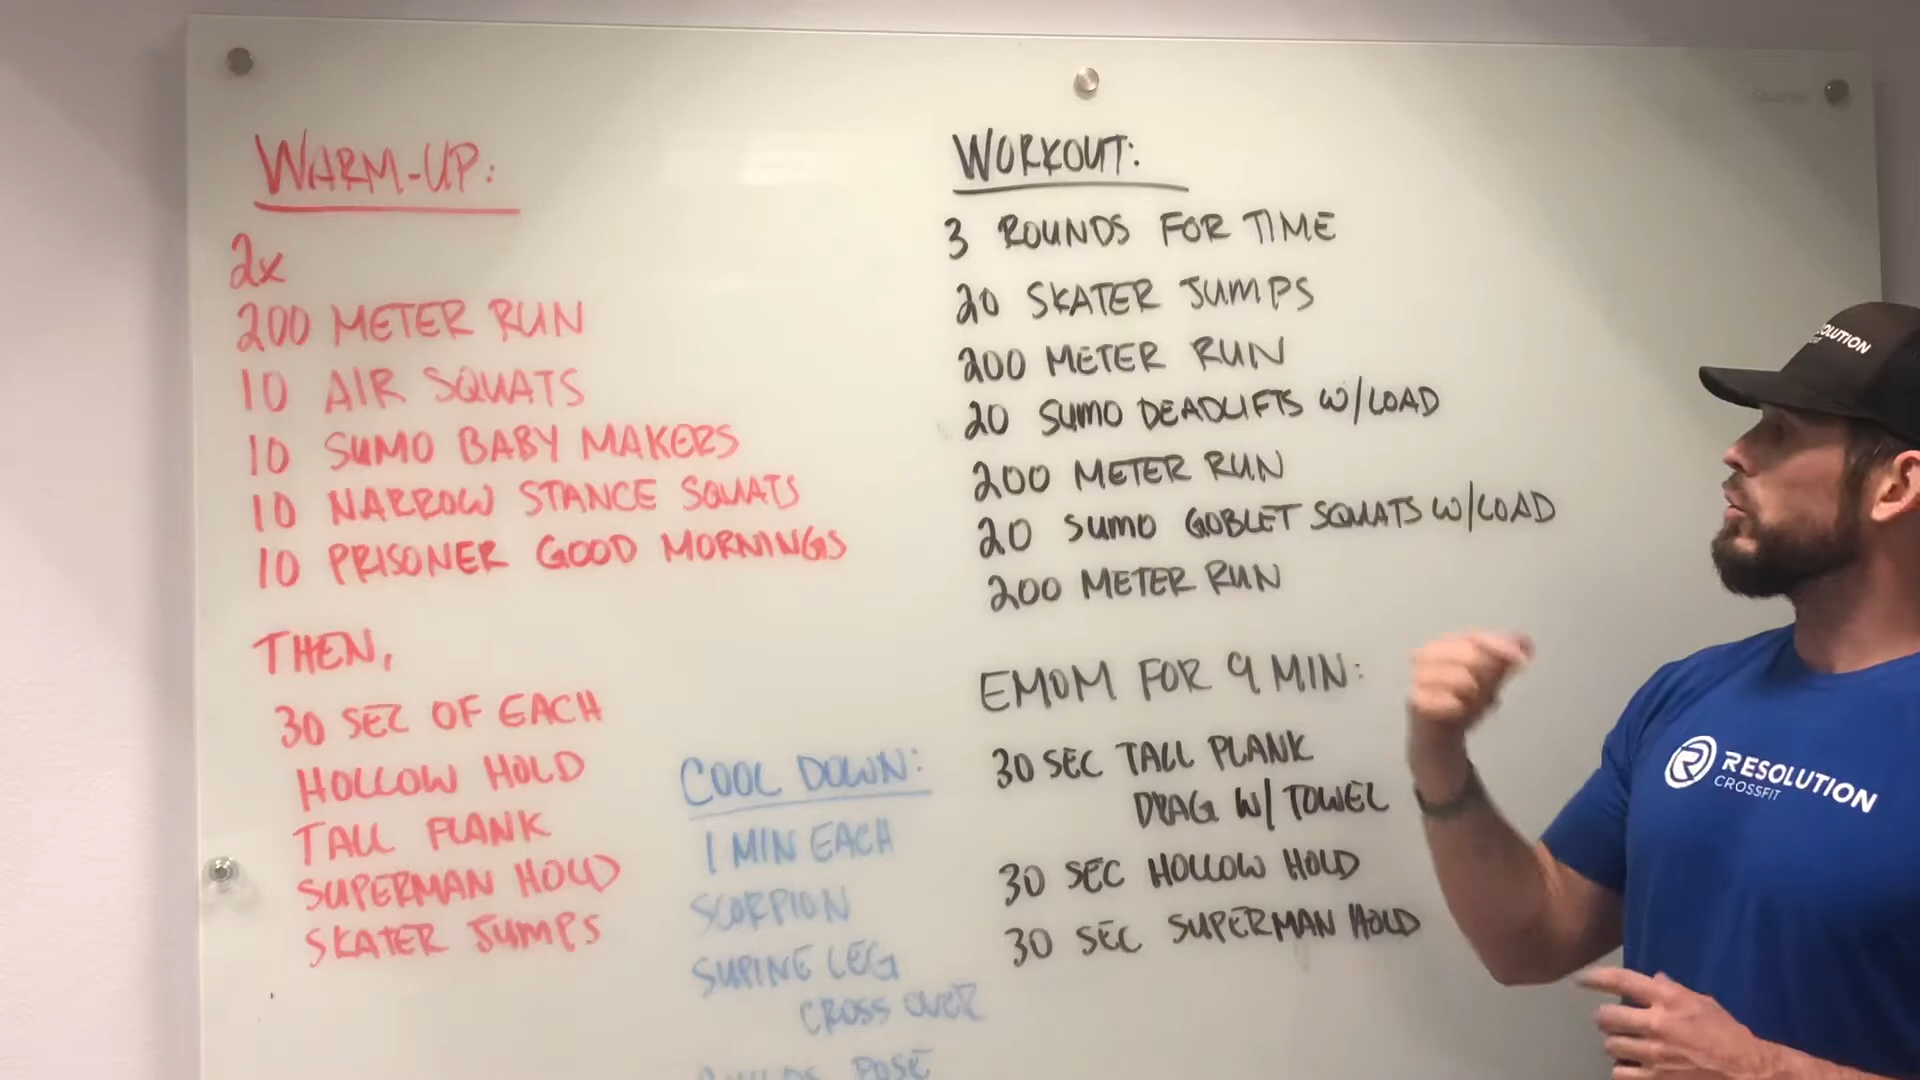 WARM-UP:
2x
200 METER RUN
10 AIR SQUATS
10 SUMO BABY MAKERS
10 NARROW STANCE SQUATS
10 PRISONER GOOD MORNINGS
THEN,
30 SEC OF EACH
HOLLOW HOLD
TALL PLANK
SUPERMAN HOLD
SKATER JUMPS
COOL DOWN:
1 MIN EACH
SCORPION
SUPINE LEG
CROSS OVER
POSE
WORKOUT:
3 ROUNDS FOR TIME
20 SKATER JUMPS
200 METER RUN
20 SUMO DEADLIFTS W/LOAD
200 METER RUN
20 SUMO GOBLET SQUATS W/LOAD
200 METER RUN
EMOM FOR 9 MIN:
30 SEC TALL PLANK
DRAG W/ TOWEL
30 SEC HOLLOW HOLD
30 SEC SUPERMAN HOLD
OLUTION
R RESOLUTION
CROSSFIT